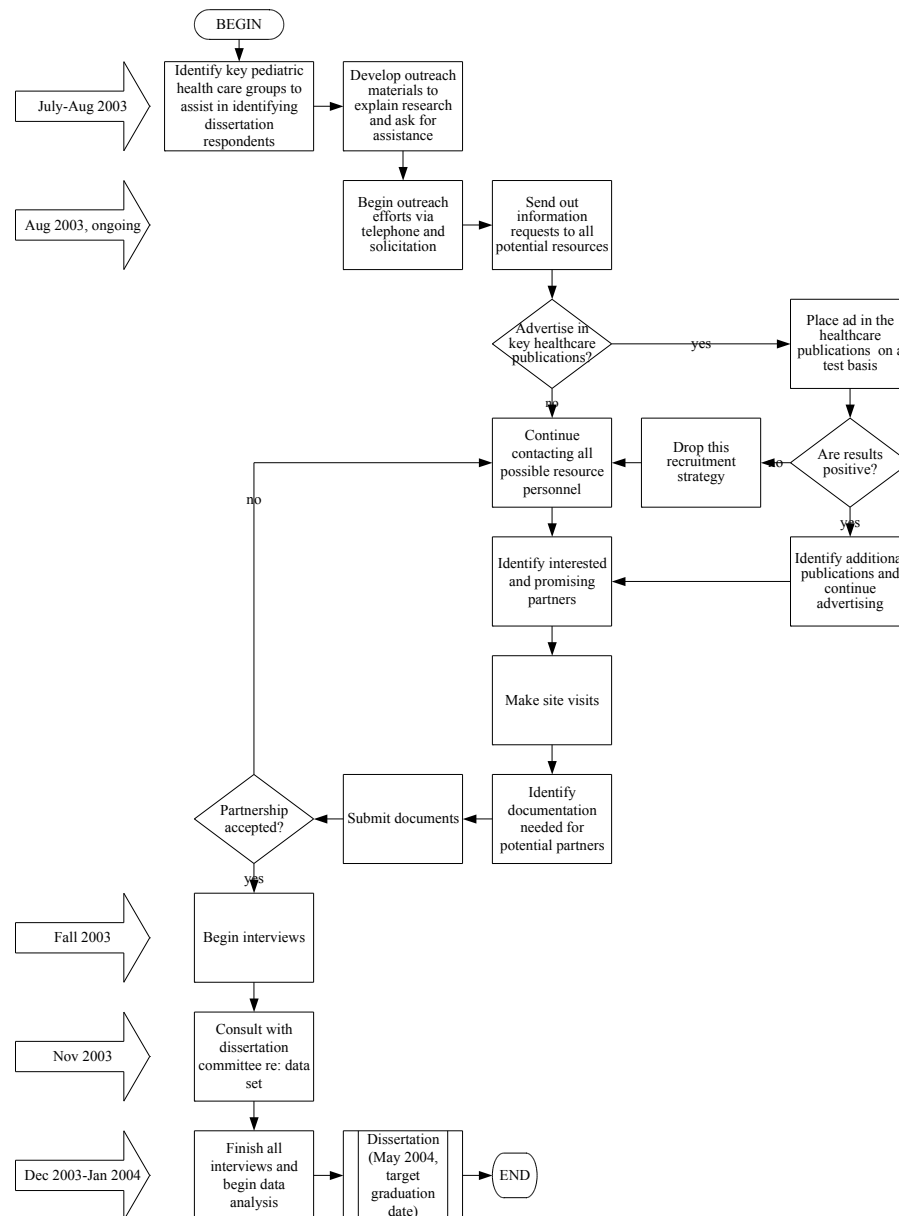 BEGIN
July-Aug 2003
Identify key pediatric
health care groups to
assist in identifying
dissertation
respondents
Develop outreach
materials to
explain research
and ask for
assistance
Aug 2003, ongoing
Begin outreach
efforts via
telephone and
solicitation
Send out
information
requests to all
potential resources
Advertise in
key healthcare
publications?
yes
Place ad in the
healthcare
publications on a
test basis
no
Continue
contacting all
possible resource
personnel
Drop this
recruitment
strategy
no
Are results
positive?
no
yes
Identify interested
and promising
partners
Identify additional
publications and
continue
advertising
Make site visits
Partnership
accepted?
Submit documents
Identify
documentation
needed for
potential partners
yes
Fall 2003
Begin interviews
Nov 2003
Consult with
dissertation
committee re: data
set
Dec 2003-Jan 2004
Finish all
interviews and
begin data
analysis
Dissertation
(May 2004,
target
graduation
date)
END